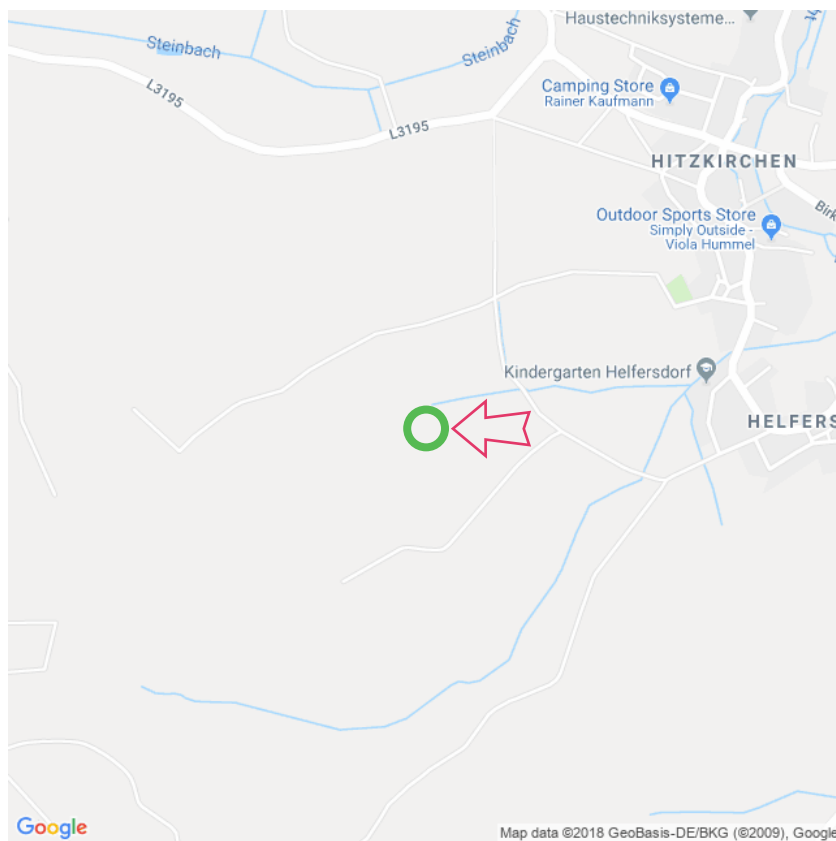 Haustechniksysteme...
Steinbach
Steinbach
L3195
Camping Store
Rainer Kaufmann
L3195
HITZKIRCHEN
Outdoor Sports Store
Simply Outside -
Viola Hummel
Birk
Kindergarten Helfersdorf
HELFERS
Google
Map data ©2018 GeoBasis-DE/BKG (©2009), Google